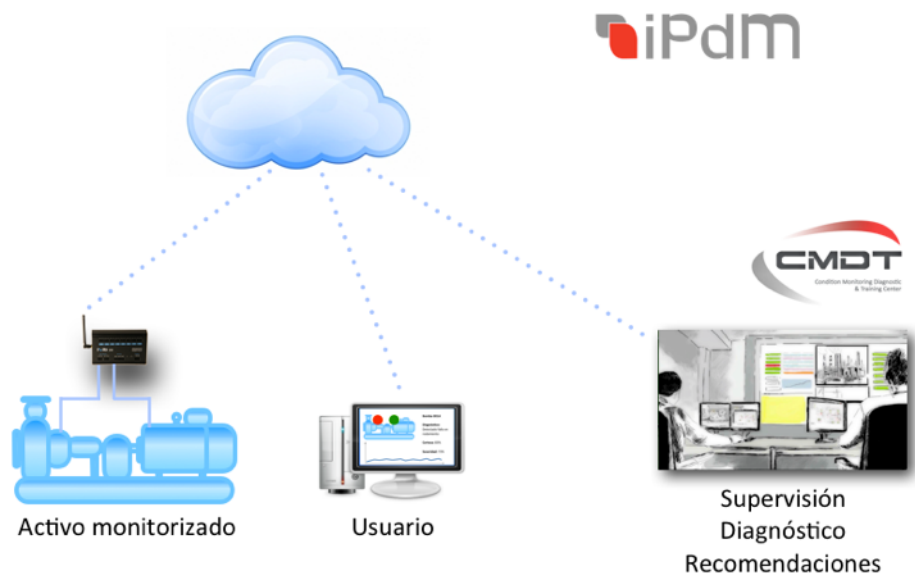 iPdM
CMDT
Condition Monitoring Diagnostic
& Training Center
Activo monitorizado
Usuario
Supervisión
Diagnóstico
Recomendaciones